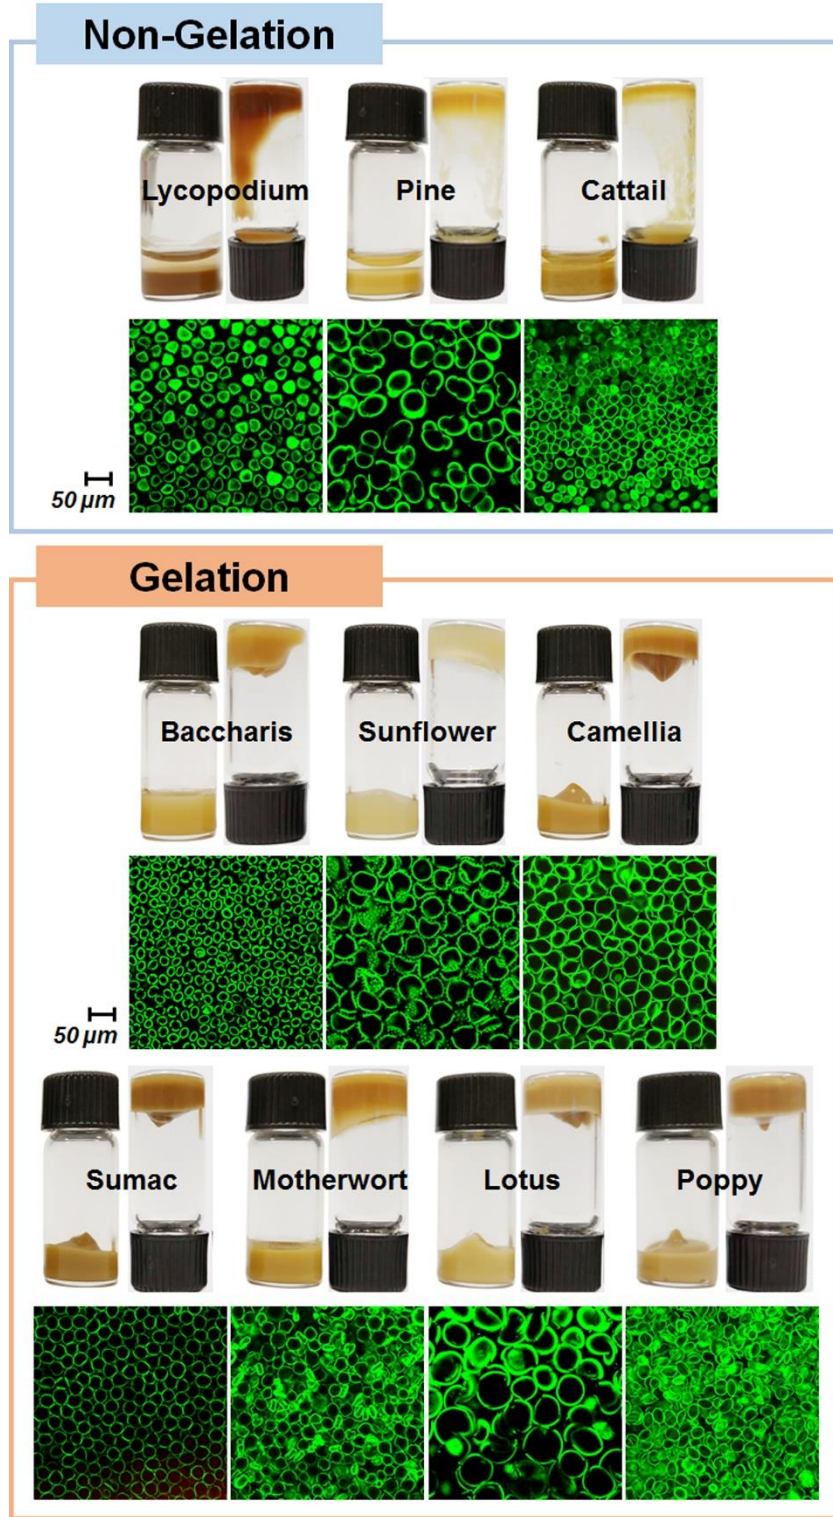 Non-Gelation
Lycopodium
Pine
Cattail
50 μm
Gelation
Baccharis
Sunflower
Camellia
50 μm
Sumac
Motherwort
Lotus
Poppy